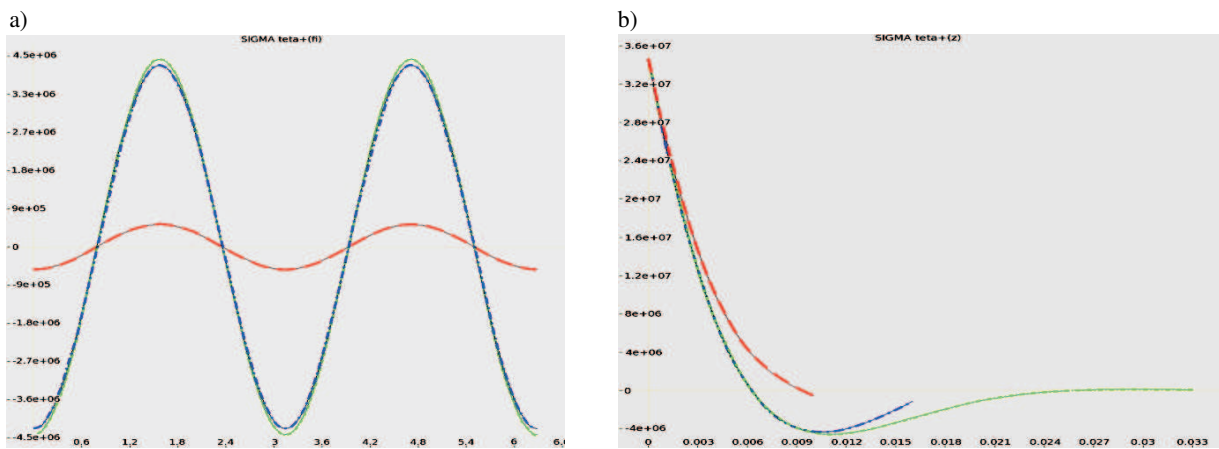 a)
SIGMA teta+(fi)
4.5e+06
3.3e+06
2.7e+06
1.8e+06
9e+05
0
-9e+05
-1.8e+06
-2.7e+06
-3.6e+06
-4.5e+06
0,6 1,2 1,8 2,4 3 3,6 4,2 4,8 5,4 6 6,6
b)
SIGMA teta+(z)
3.6e+07
3.2e+07
2.8e+07
2.4e+07
2e+07
1.6e+07
1.2e+07
8e+06
4e+06
0
-4e+06
0 0.003 0.006 0.009 0.012 0.015 0.018 0.021 0.024 0.027 0.03 0.033